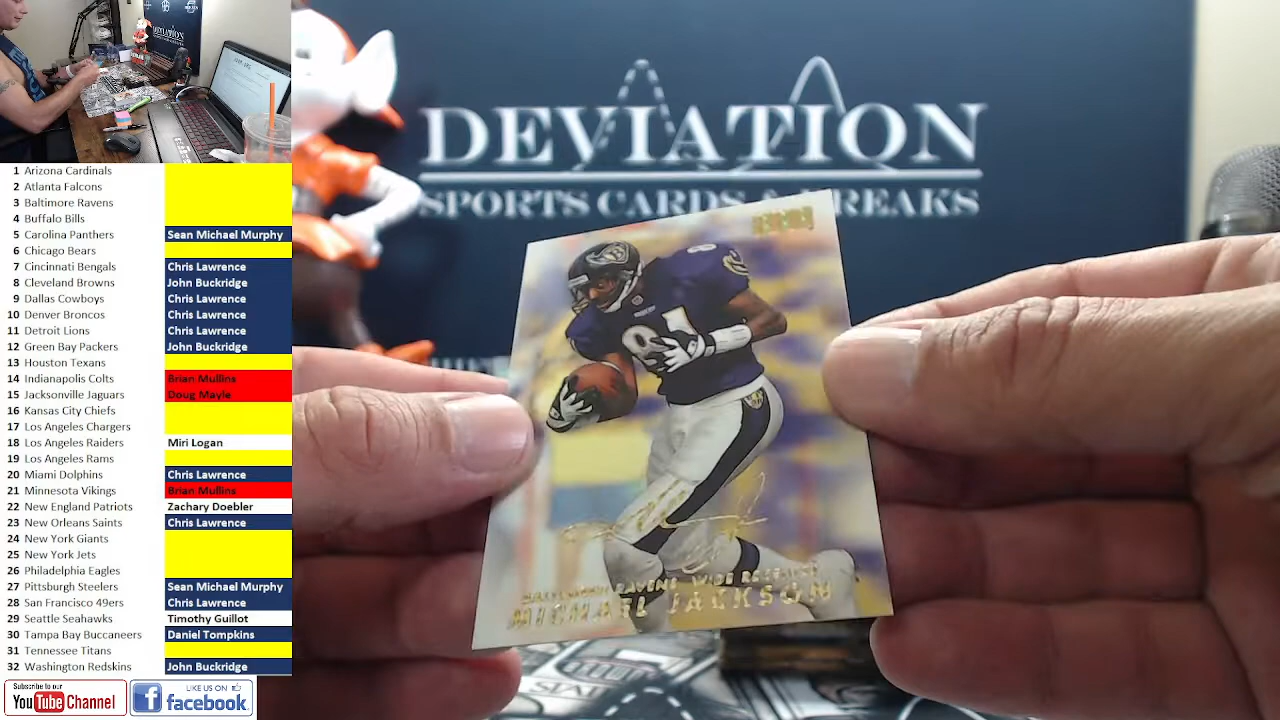 DEVIATION
SPORTS CARDS & BREAKS
1 Arizona Cardinals
2 Atlanta Falcons
3 Baltimore Ravens
4 Buffalo Bills
5 Carolina Panthers Sean Michael Murphy
6 Chicago Bears
7 Cincinnati Bengals Chris Lawrence
8 Cleveland Browns John Buckridge
9 Dallas Cowboys Chris Lawrence
10 Denver Broncos Chris Lawrence
11 Detroit Lions Chris Lawrence
12 Green Bay Packers John Buckridge
13 Houston Texans
14 Indianapolis Colts Brian Mullins
15 Jacksonville Jaguars Doug Mayle
16 Kansas City Chiefs
17 Los Angeles Chargers
18 Los Angeles Raiders Miri Logan
19 Los Angeles Rams
20 Miami Dolphins Chris Lawrence
21 Minnesota Vikings Brian Mullins
22 New England Patriots Zachary Doebler
23 New Orleans Saints Chris Lawrence
24 New York Giants
25 New York Jets
26 Philadelphia Eagles
27 Pittsburgh Steelers Sean Michael Murphy
28 San Francisco 49ers Chris Lawrence
29 Seattle Seahawks Timothy Guillot
30 Tampa Bay Buccaneers Daniel Tompkins
31 Tennessee Titans
32 Washington Redskins John Buckridge
81
BALTIMORE RAVENS WIDE RECEIVER
MICHAEL JACKSON
Subscribe to our
YouTube Channel
LIKE US ON
facebook
DEVIATION